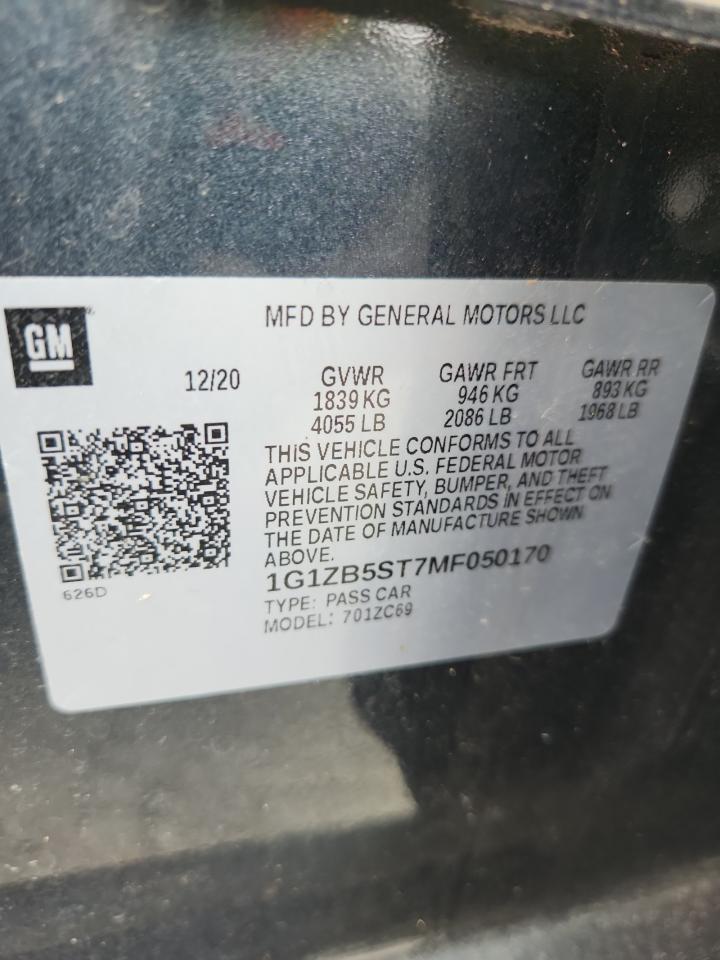 GM
MFD BY GENERAL MOTORS LLC
12/20
GVWR
1839 KG
4055 LB
GAWR FRT
946 KG
2086 LB
GAWR RR
893 KG
1968 LB
THIS VEHICLE CONFORMS TO ALL
APPLICABLE U.S. FEDERAL MOTOR
VEHICLE SAFETY, BUMPER, AND THEFT
PREVENTION STANDARDS IN EFFECT ON
THE DATE OF MANUFACTURE SHOWN
ABOVE.
1G1ZB5ST7MF050170
TYPE: PASS CAR
MODEL: 701ZC69
626D